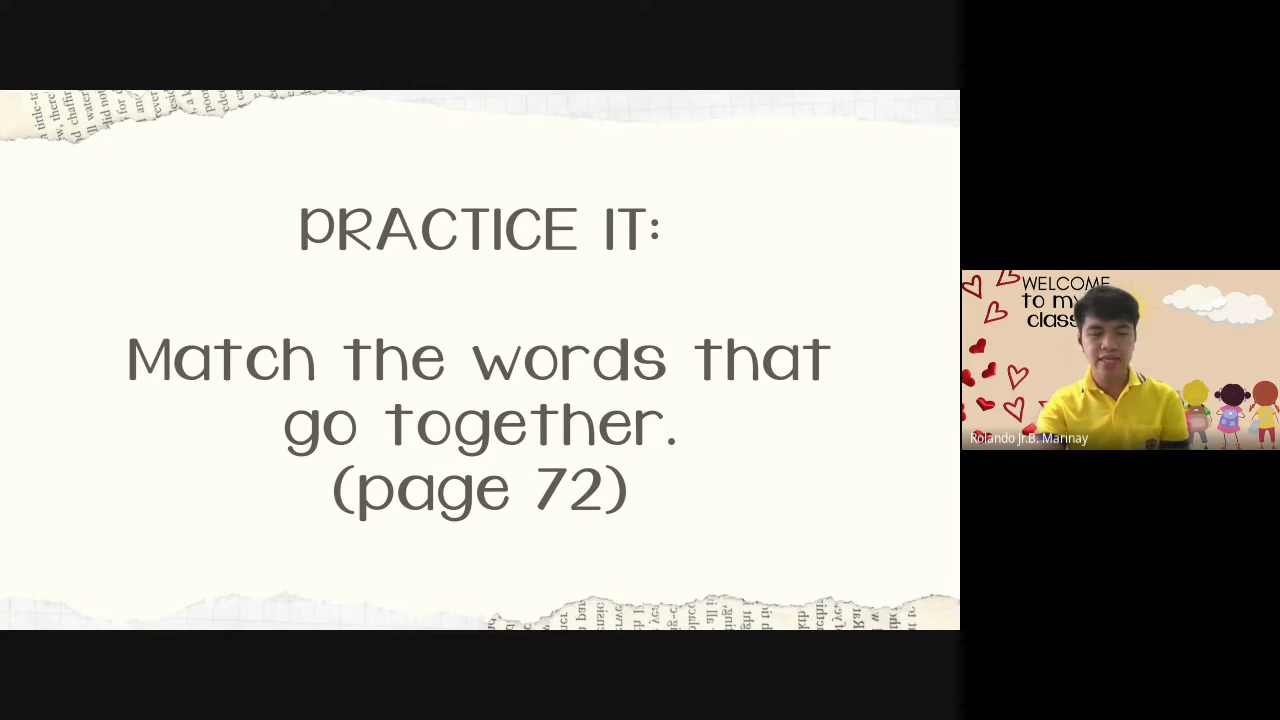 PRACTICE IT:
Match the words that
go together.
(page 72)
WELCOME
to my
class
Rolando Jr.B. Marinay